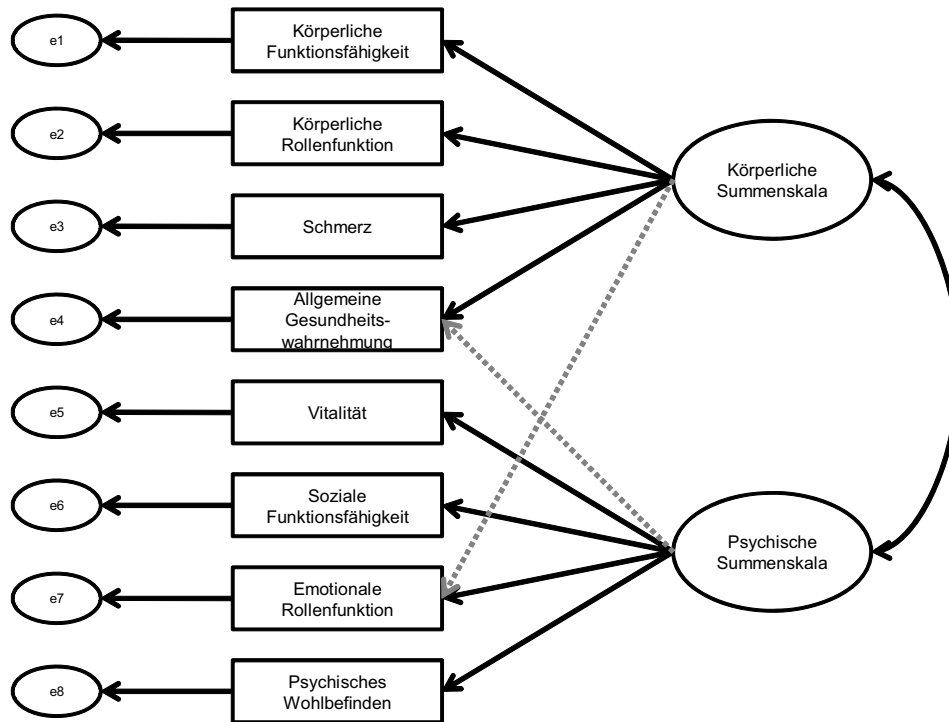 e1
Körperliche
Funktionsfähigkeit
e2
Körperliche
Rollenfunktion
Körperliche
Summenskala
e3
Schmerz
e4
Allgemeine
Gesundheits-
wahrnehmung
e5
Vitalität
e6
Soziale
Funktionsfähigkeit
Psychische
Summenskala
e7
Emotionale
Rollenfunktion
e8
Psychisches
Wohlbefinden